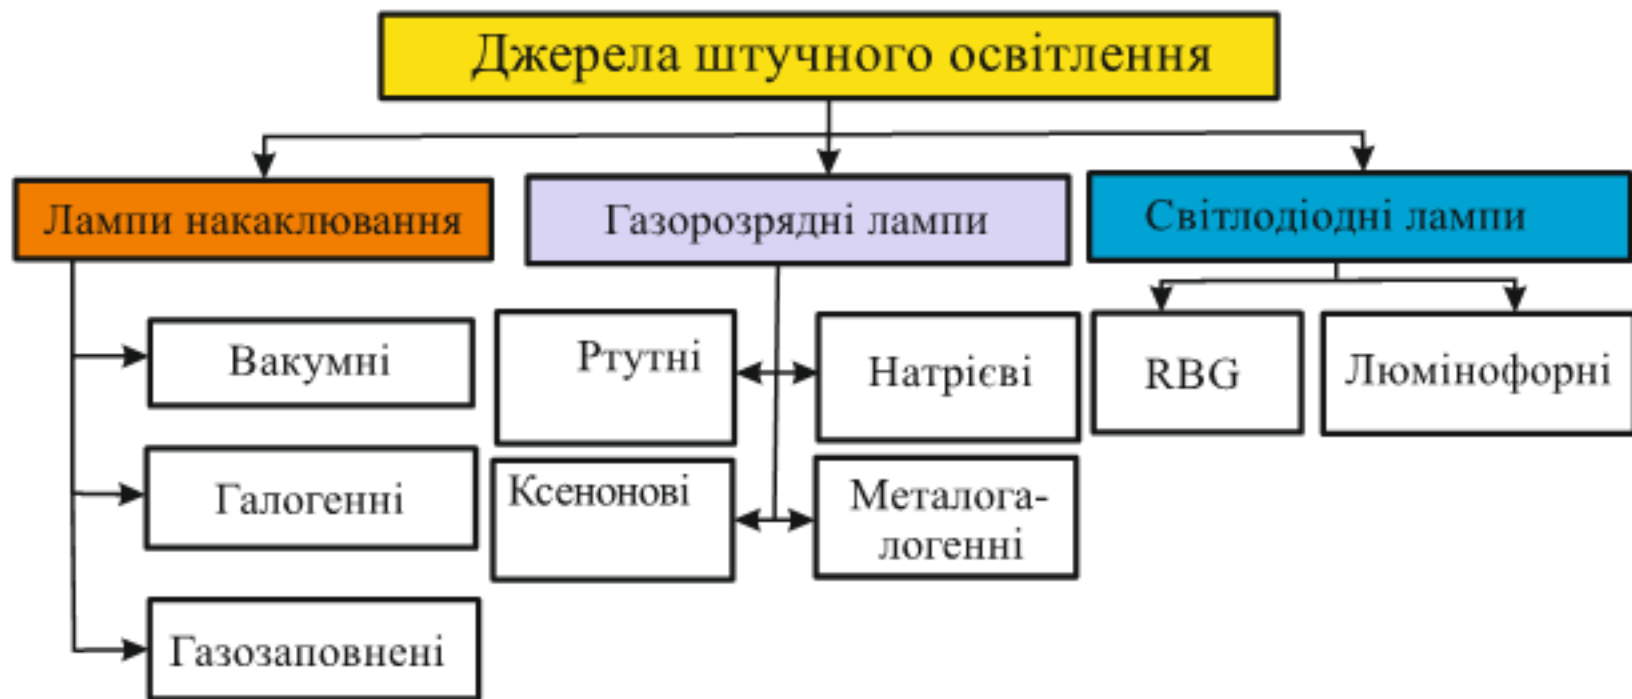 Джерела штучного освітлення
Лампи накаклювання
Газорозрядні лампи
Світлодіодні лампи
Вакумні
Галогенні
Газозаповнені
Ртутні
Натрієві
Ксенонові
Металога-
логенні
RBG
Люмінофорні